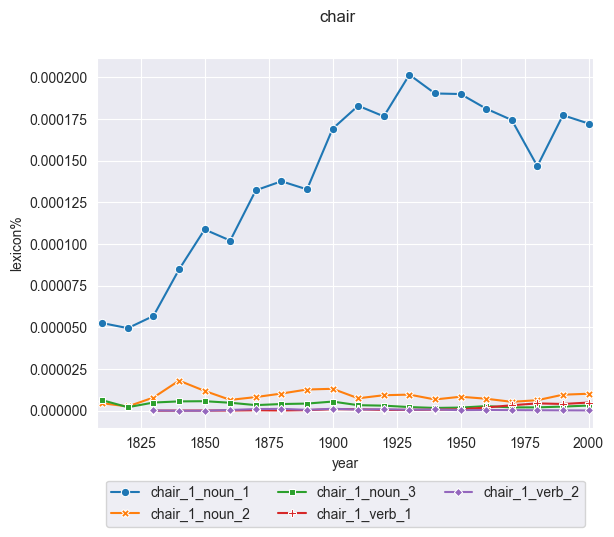 chair
0.000200
0.000175
0.000150
0.000125
0.000100
0.000075
0.000050
0.000025
0.000000
lexicon%
1825 1850 1875 1900 1925 1950 1975 2000
year
chair_1_noun_1 chair_1_noun_3 chair_1_verb_2
chair_1_noun_2 chair_1_verb_1